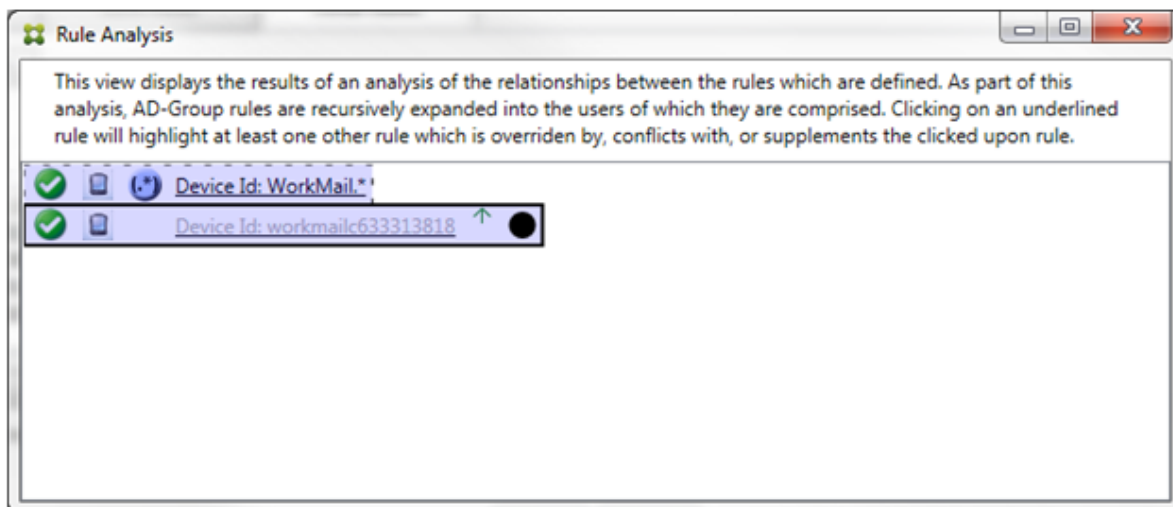 Rule Analysis
This view displays the results of an analysis of the relationships between the rules which are defined. As part of this
analysis, AD-Group rules are recursively expanded into the users of which they are comprised. Clicking on an underlined
rule will highlight at least one other rule which is overriden by, conflicts with, or supplements the clicked upon rule.
(.*) Device Id: WorkMail.*
Device Id: workmailc633313818